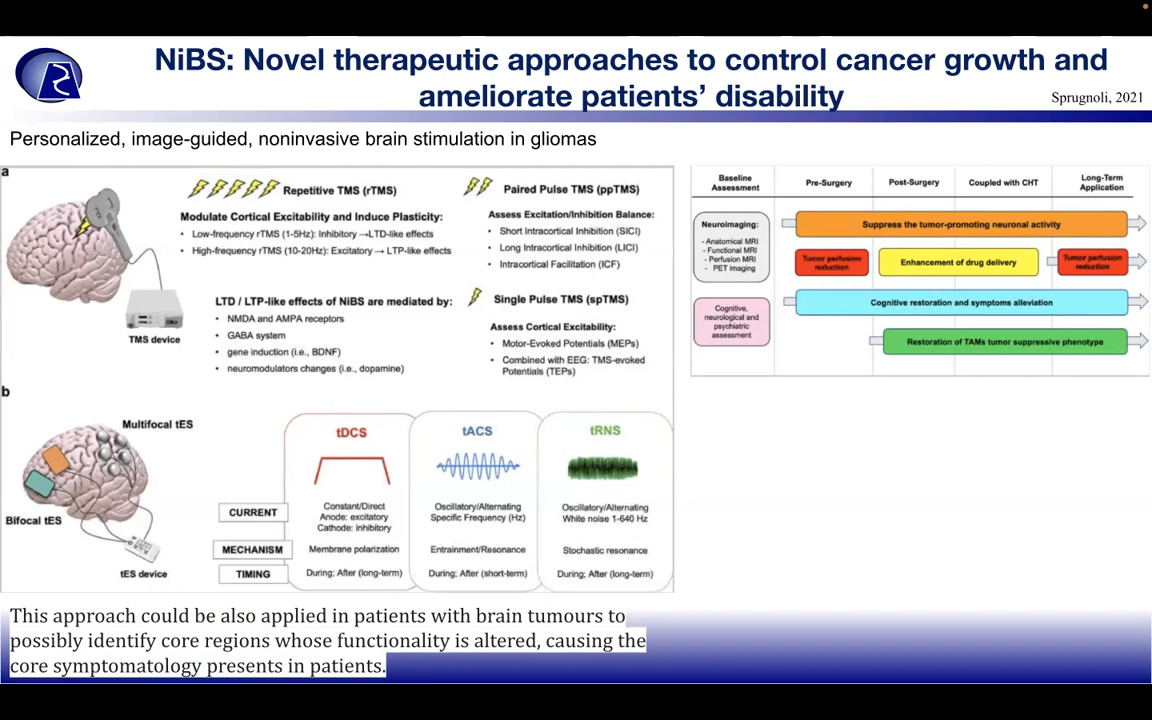 NiBS: Novel therapeutic approaches to control cancer growth and
ameliorate patients' disability
Sprugnoli, 2021
Personalized, image-guided, noninvasive brain stimulation in gliomas
a
Repetitive TMS (rTMS)
Modulate Cortical Excitability and Induce Plasticity:
• Low-frequency rTMS (1-5Hz): Inhibitory →LTD-like effects
• High-frequency rTMS (10-20Hz): Excitatory → LTP-like effects
LTD / LTP-like effects of NiBS are mediated by:
• NMDA and AMPA receptors
• GABA system
• gene induction (i.e., BDNF)
• neuromodulators changes (i.e., dopamine)
TMS device
Paired Pulse TMS (ppTMS)
Assess Excitation/Inhibition Balance:
• Short Intracortical Inhibition (SICI)
• Long Intracortical Inhibition (LICI)
• Intracortical Facilitation (ICF)
Single Pulse TMS (spTMS)
Assess Cortical Excitability:
• Motor-Evoked Potentials (MEPs)
• Combined with EEG: TMS-evoked
Potentials (TEPs)
b
Multifocal tES
Bifocal tES
tES device
tDCS
tACS
tRNS
CURRENT
Constant/Direct
Anode: excitatory
Cathode: inhibitory
Oscillatory/Alternating
Specific Frequency (Hz)
Oscillatory/Alternating
White noise 1-640 Hz
MECHANISM
Membrane polarization
Entrainment/Resonance
Stochastic resonance
TIMING
During; After (long-term)
During; After (short-term)
During; After (long-term)
Baseline
Assessment
Pre-Surgery
Post-Surgery
Coupled with CHT
Long-Term
Application
Neuroimaging:
- Anatomical MRI
- Functional MRI
- Perfusion MRI
- PET imaging
Suppress the tumor-promoting neuronal activity
Tumor perfusion
reduction
Enhancement of drug delivery
Tumor perfusion
reduction
Cognitive,
neurological and
psychiatric
assessment
Cognitive restoration and symptoms alleviation
Restoration of TAMs tumor suppressive phenotype
This approach could be also applied in patients with brain tumours to
possibly identify core regions whose functionality is altered, causing the
core symptomatology presents in patients.